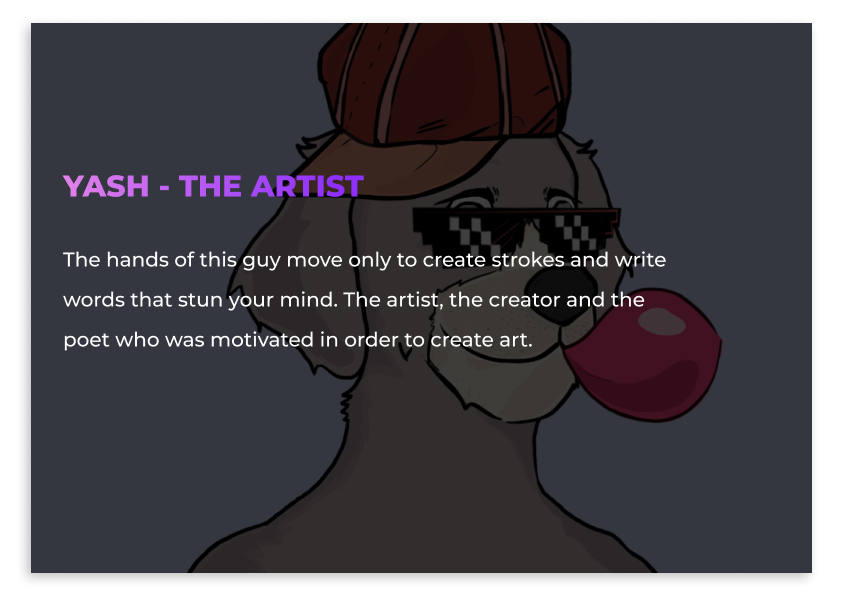 YASH - THE ARTIST
The hands of this guy move only to create strokes and write
words that stun your mind. The artist, the creator and the
poet who was motivated in order to create art.